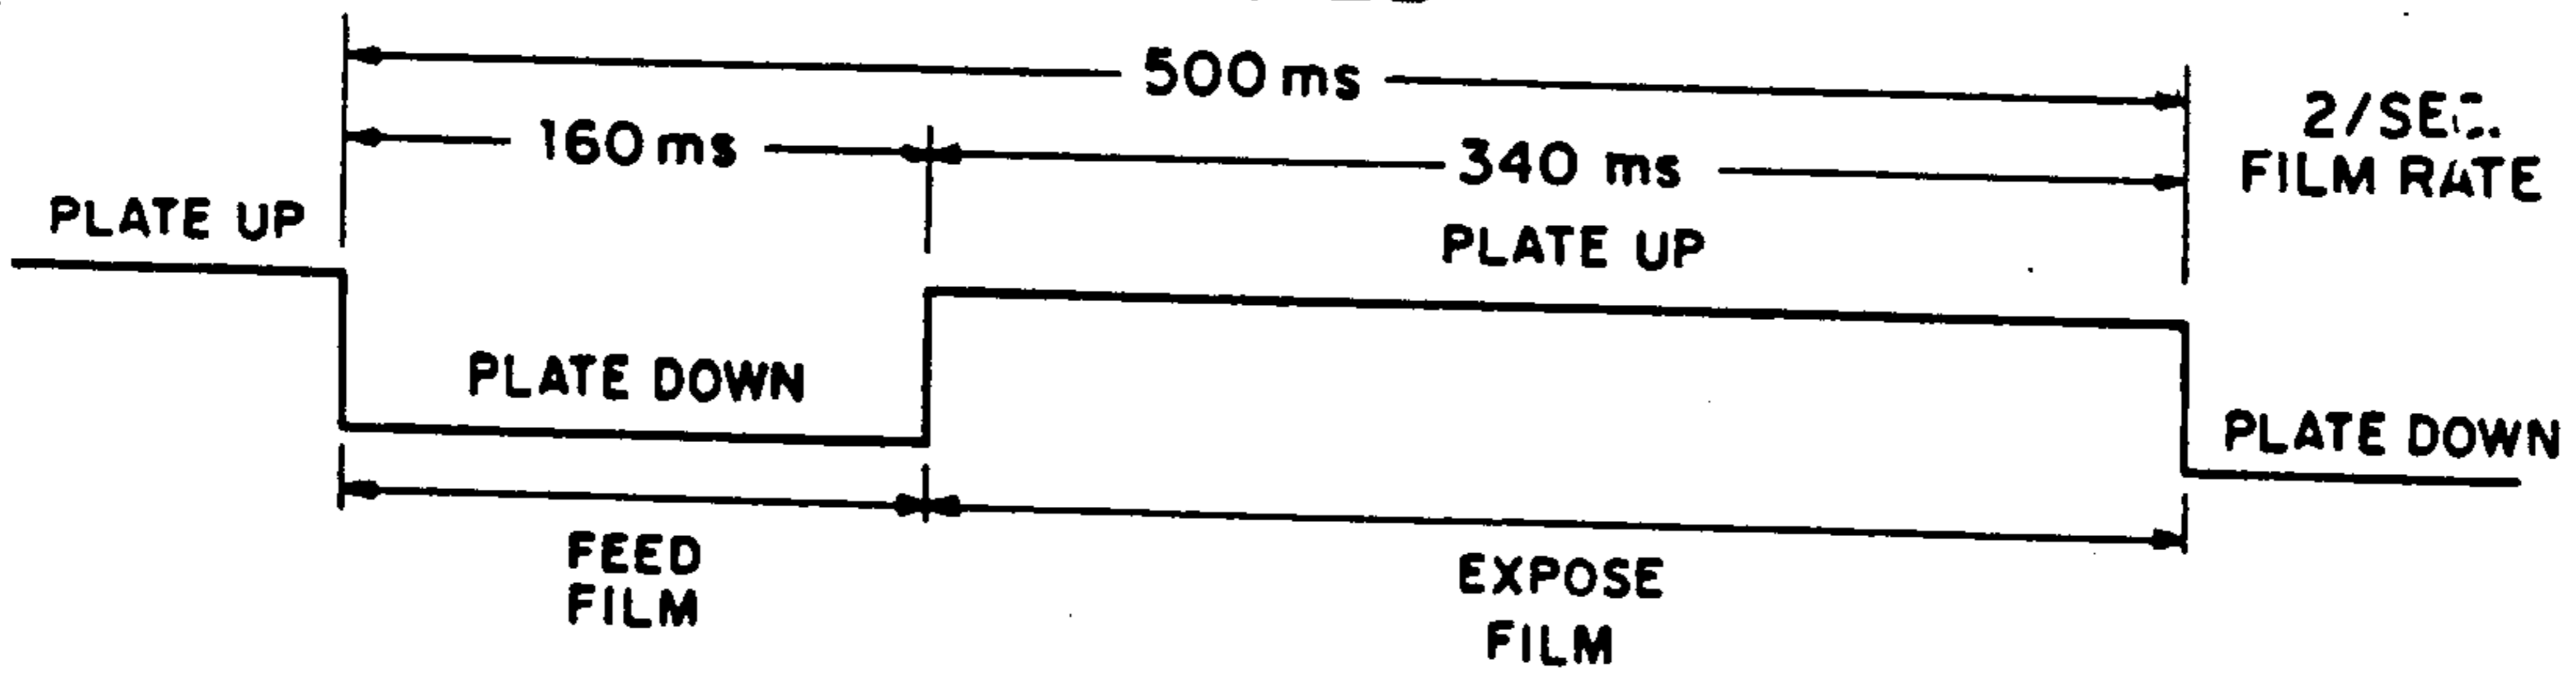 500 ms
2/SEC.
FILM RATE
160 ms
340 ms
PLATE UP
PLATE UP
PLATE DOWN
PLATE DOWN
FEED
FILM
EXPOSE
FILM